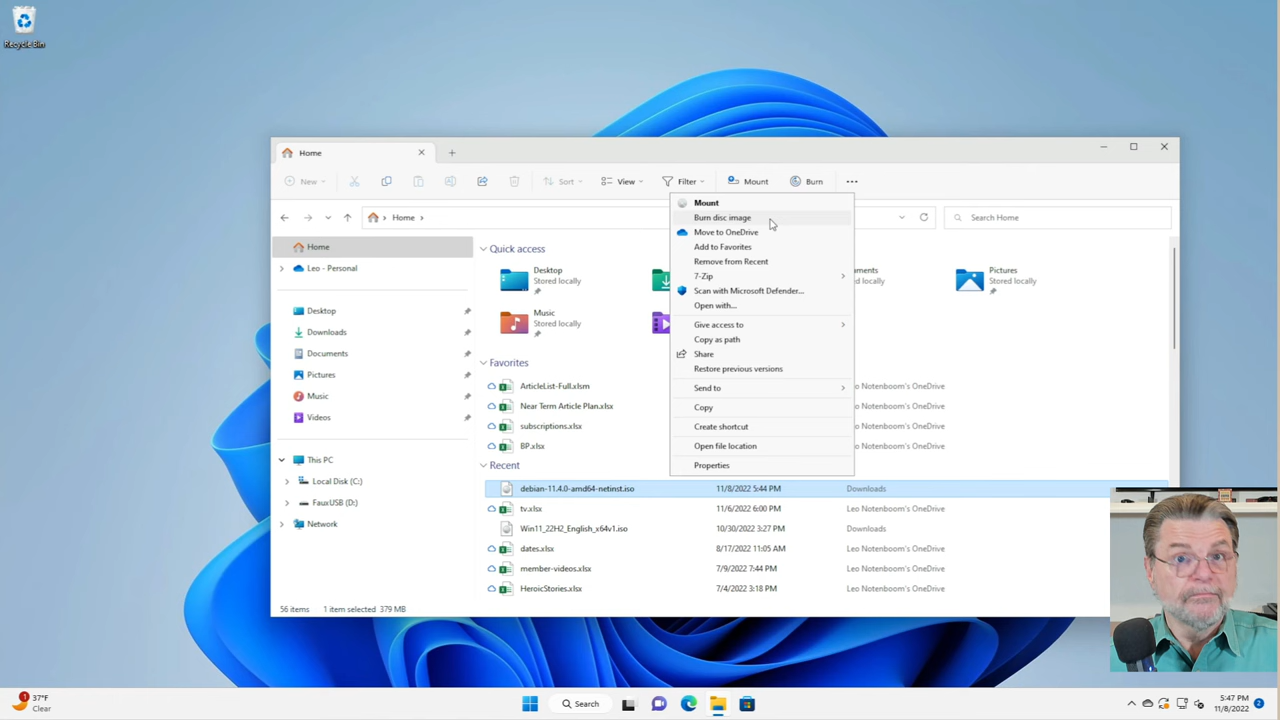 Recycle Bin
Home
New
Sort
View
Filter
Mount
Burn
Home
Search Home
Home
Leo - Personal
Desktop
Downloads
Documents
Pictures
Music
Videos
This PC
Local Disk (C:)
FauxUSB (D:)
Network
Quick access
Desktop
Stored locally
uments
Stored locally
Pictures
Stored locally
Music
Stored locally
Mount
Burn disc image
Move to OneDrive
Add to Favorites
Remove from Recent
7-Zip
Scan with Microsoft Defender...
Open with...
Give access to
Copy as path
Share
Restore previous versions
Send to
Copy
Create shortcut
Open file location
Properties
Favorites
ArticleList-Full.xlsm Leo Notenboom's OneDrive
Near Term Article Plan.xlsx Leo Notenboom's OneDrive
subscriptions.xlsx Leo Notenboom's OneDrive
BP.xlsx Leo Notenboom's OneDrive
Recent
debian-11.4.0-amd64-netinst.iso 11/8/2022 5:44 PM Downloads
tv.xlsx 11/6/2022 6:00 PM Leo Notenboom's OneDrive
Win11_22H2_English_x64v1.iso 10/30/2022 3:27 PM Downloads
dates.xlsx 8/17/2022 11:05 AM Leo Notenboom's OneDrive
member-videos.xlsx 7/9/2022 7:44 PM Leo Notenboom's OneDrive
HeroicStories.xlsx 7/4/2022 3:18 PM Leo Notenboom's OneDrive
56 items 1 item selected 379 MB
1
37°F
Clear
Search
5:47 PM
11/8/2022
2